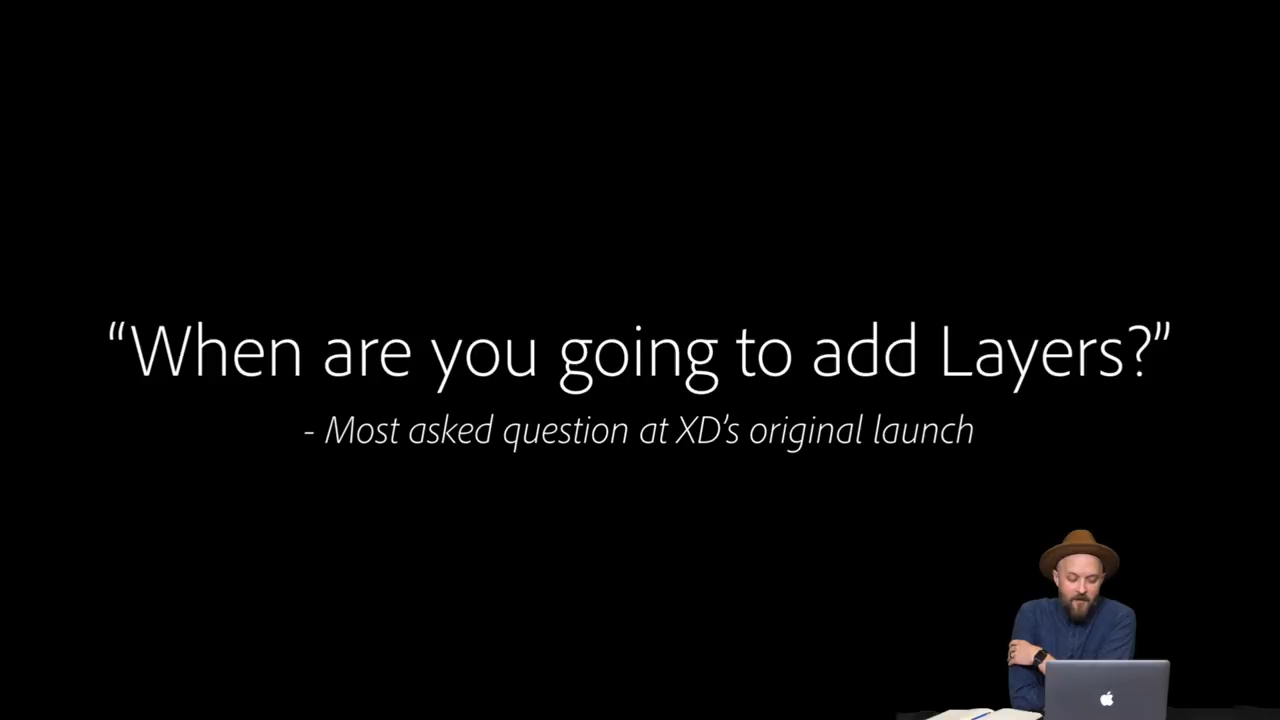 “When are you going to add Layers?”
- Most asked question at XD’s original launch